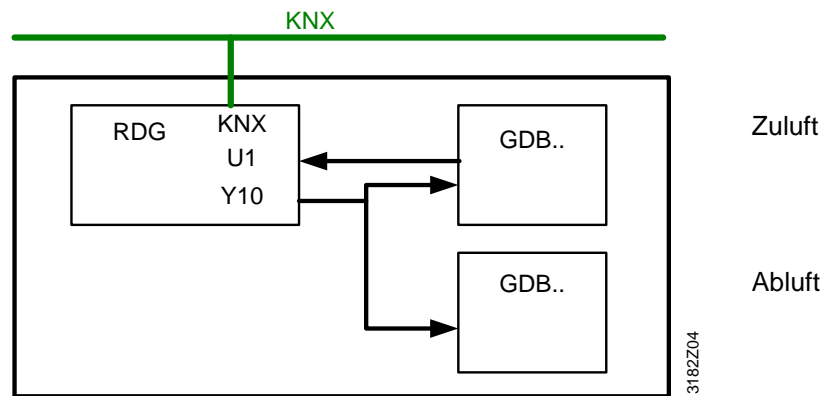 KNX
RDG
KNX
U1
Y10
GDB..
Zuluft
GDB..
Abluft
3182Z04